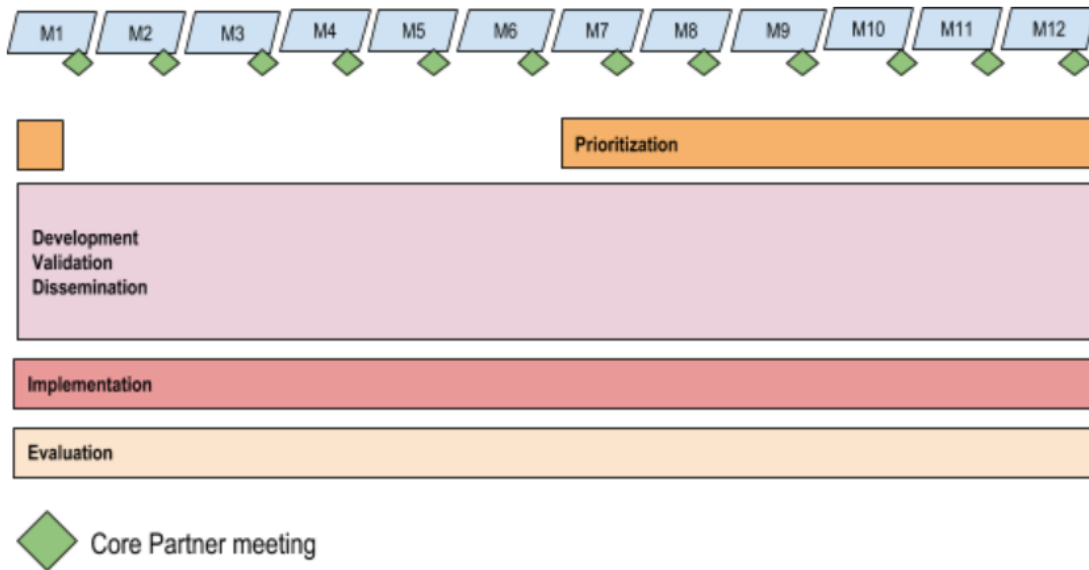 M1 M2 M3 M4 M5 M6 M7 M8 M9 M10 M11 M12
Prioritization
Development
Validation
Dissemination
Implementation
Evaluation
Core Partner meeting